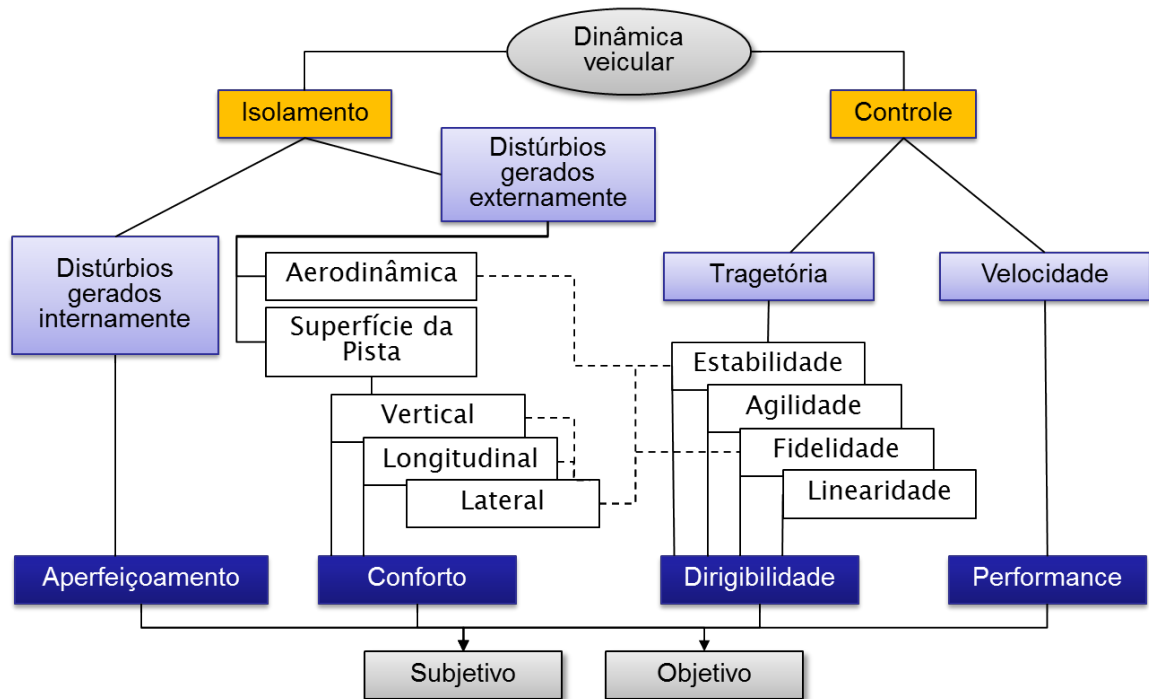 Dinâmica
veicular
Isolamento
Controle
Distúrbios
gerados
externamente
Distúrbios
gerados
internamente
Aerodinâmica
Superfície da
Pista
Vertical
Longitudinal
Lateral
Tragetória
Velocidade
Estabilidade
Agilidade
Fidelidade
Linearidade
Aperfeiçoamento
Conforto
Dirigibilidade
Performance
Subjetivo
Objetivo